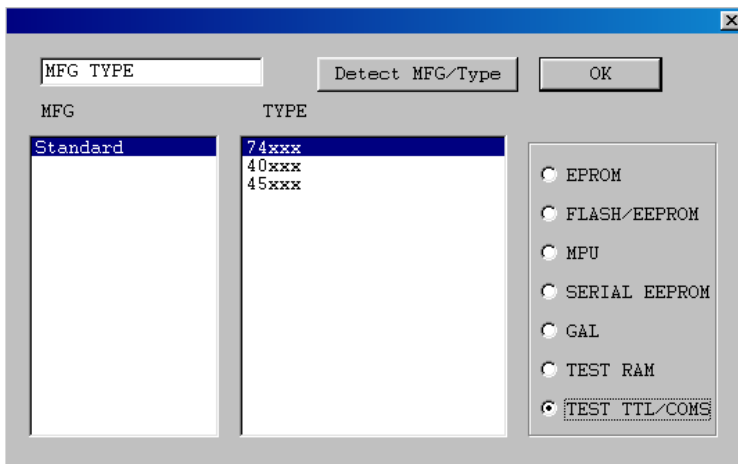 MFG TYPE
Detect MFG/Type
OK
MFG
TYPE
Standard
74xxx
40xxx
45xxx
EPROM
FLASH/EEPROM
MPU
SERIAL EEPROM
GAL
TEST RAM
TEST TTL/COMS